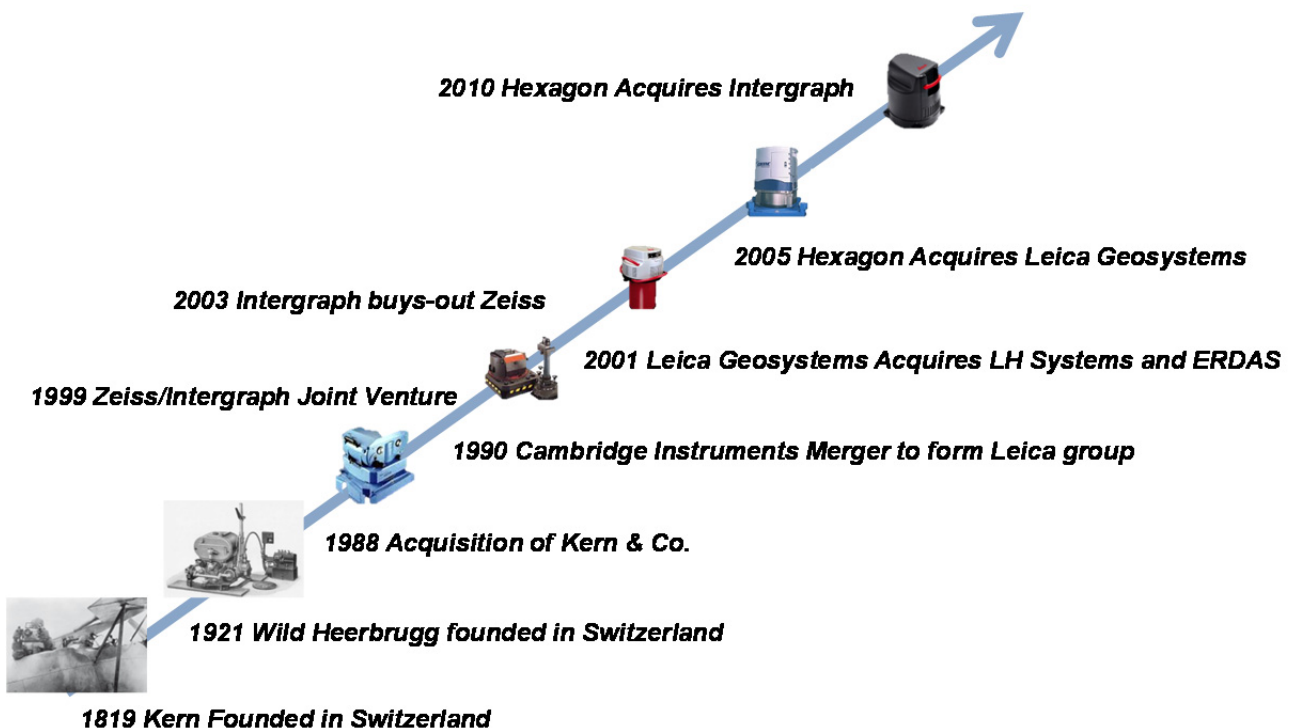 2010 Hexagon Acquires Intergraph
2005 Hexagon Acquires Leica Geosystems
2003 Intergraph buys-out Zeiss
2001 Leica Geosystems Acquires LH Systems and ERDAS
1999 Zeiss/Intergraph Joint Venture
1990 Cambridge Instruments Merger to form Leica group
1988 Acquisition of Kern & Co.
1921 Wild Heerbrugg founded in Switzerland
1819 Kern Founded in Switzerland